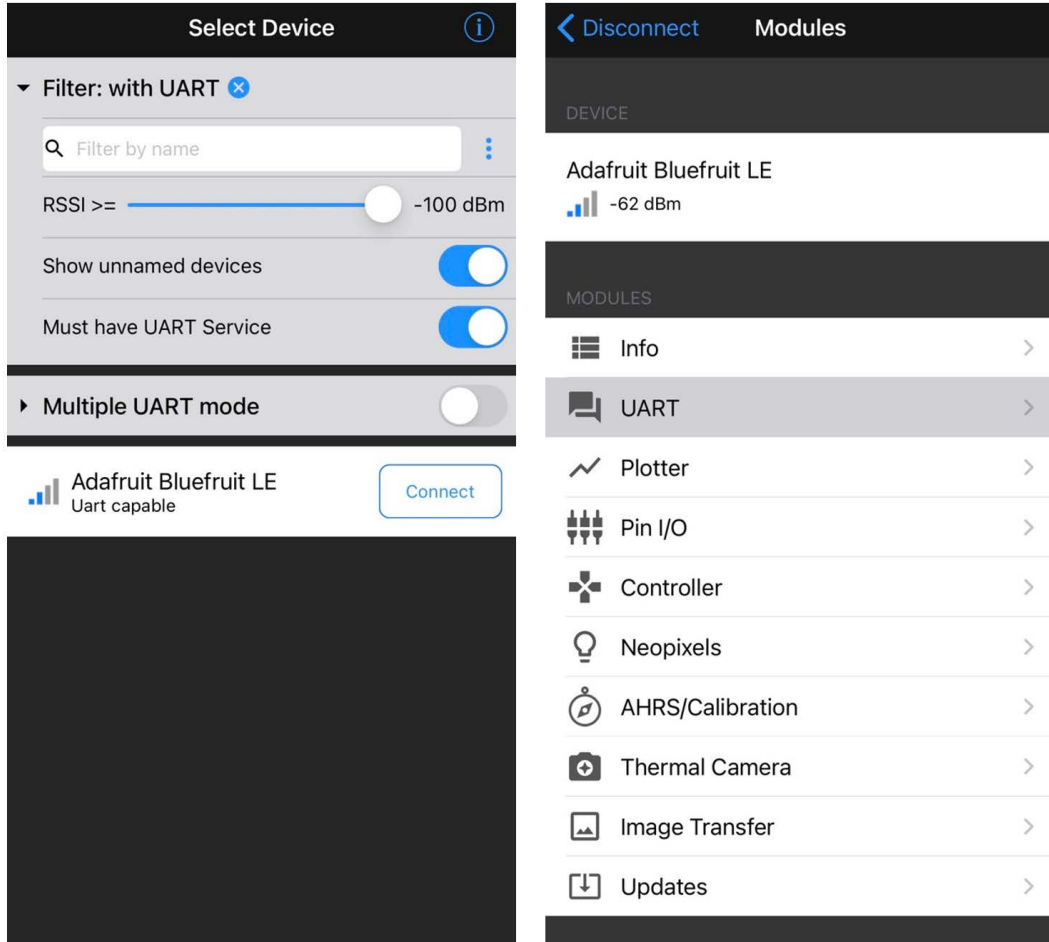 Select Device
Filter: with UART
Filter by name
RSSI >= -100 dBm
Show unnamed devices
Must have UART Service
Multiple UART mode
Adafruit Bluefruit LE
Uart capable
Connect
Disconnect Modules
DEVICE
Adafruit Bluefruit LE
-62 dBm
MODULES
Info
UART
Plotter
Pin I/O
Controller
Neopixels
AHRS/Calibration
Thermal Camera
Image Transfer
Updates